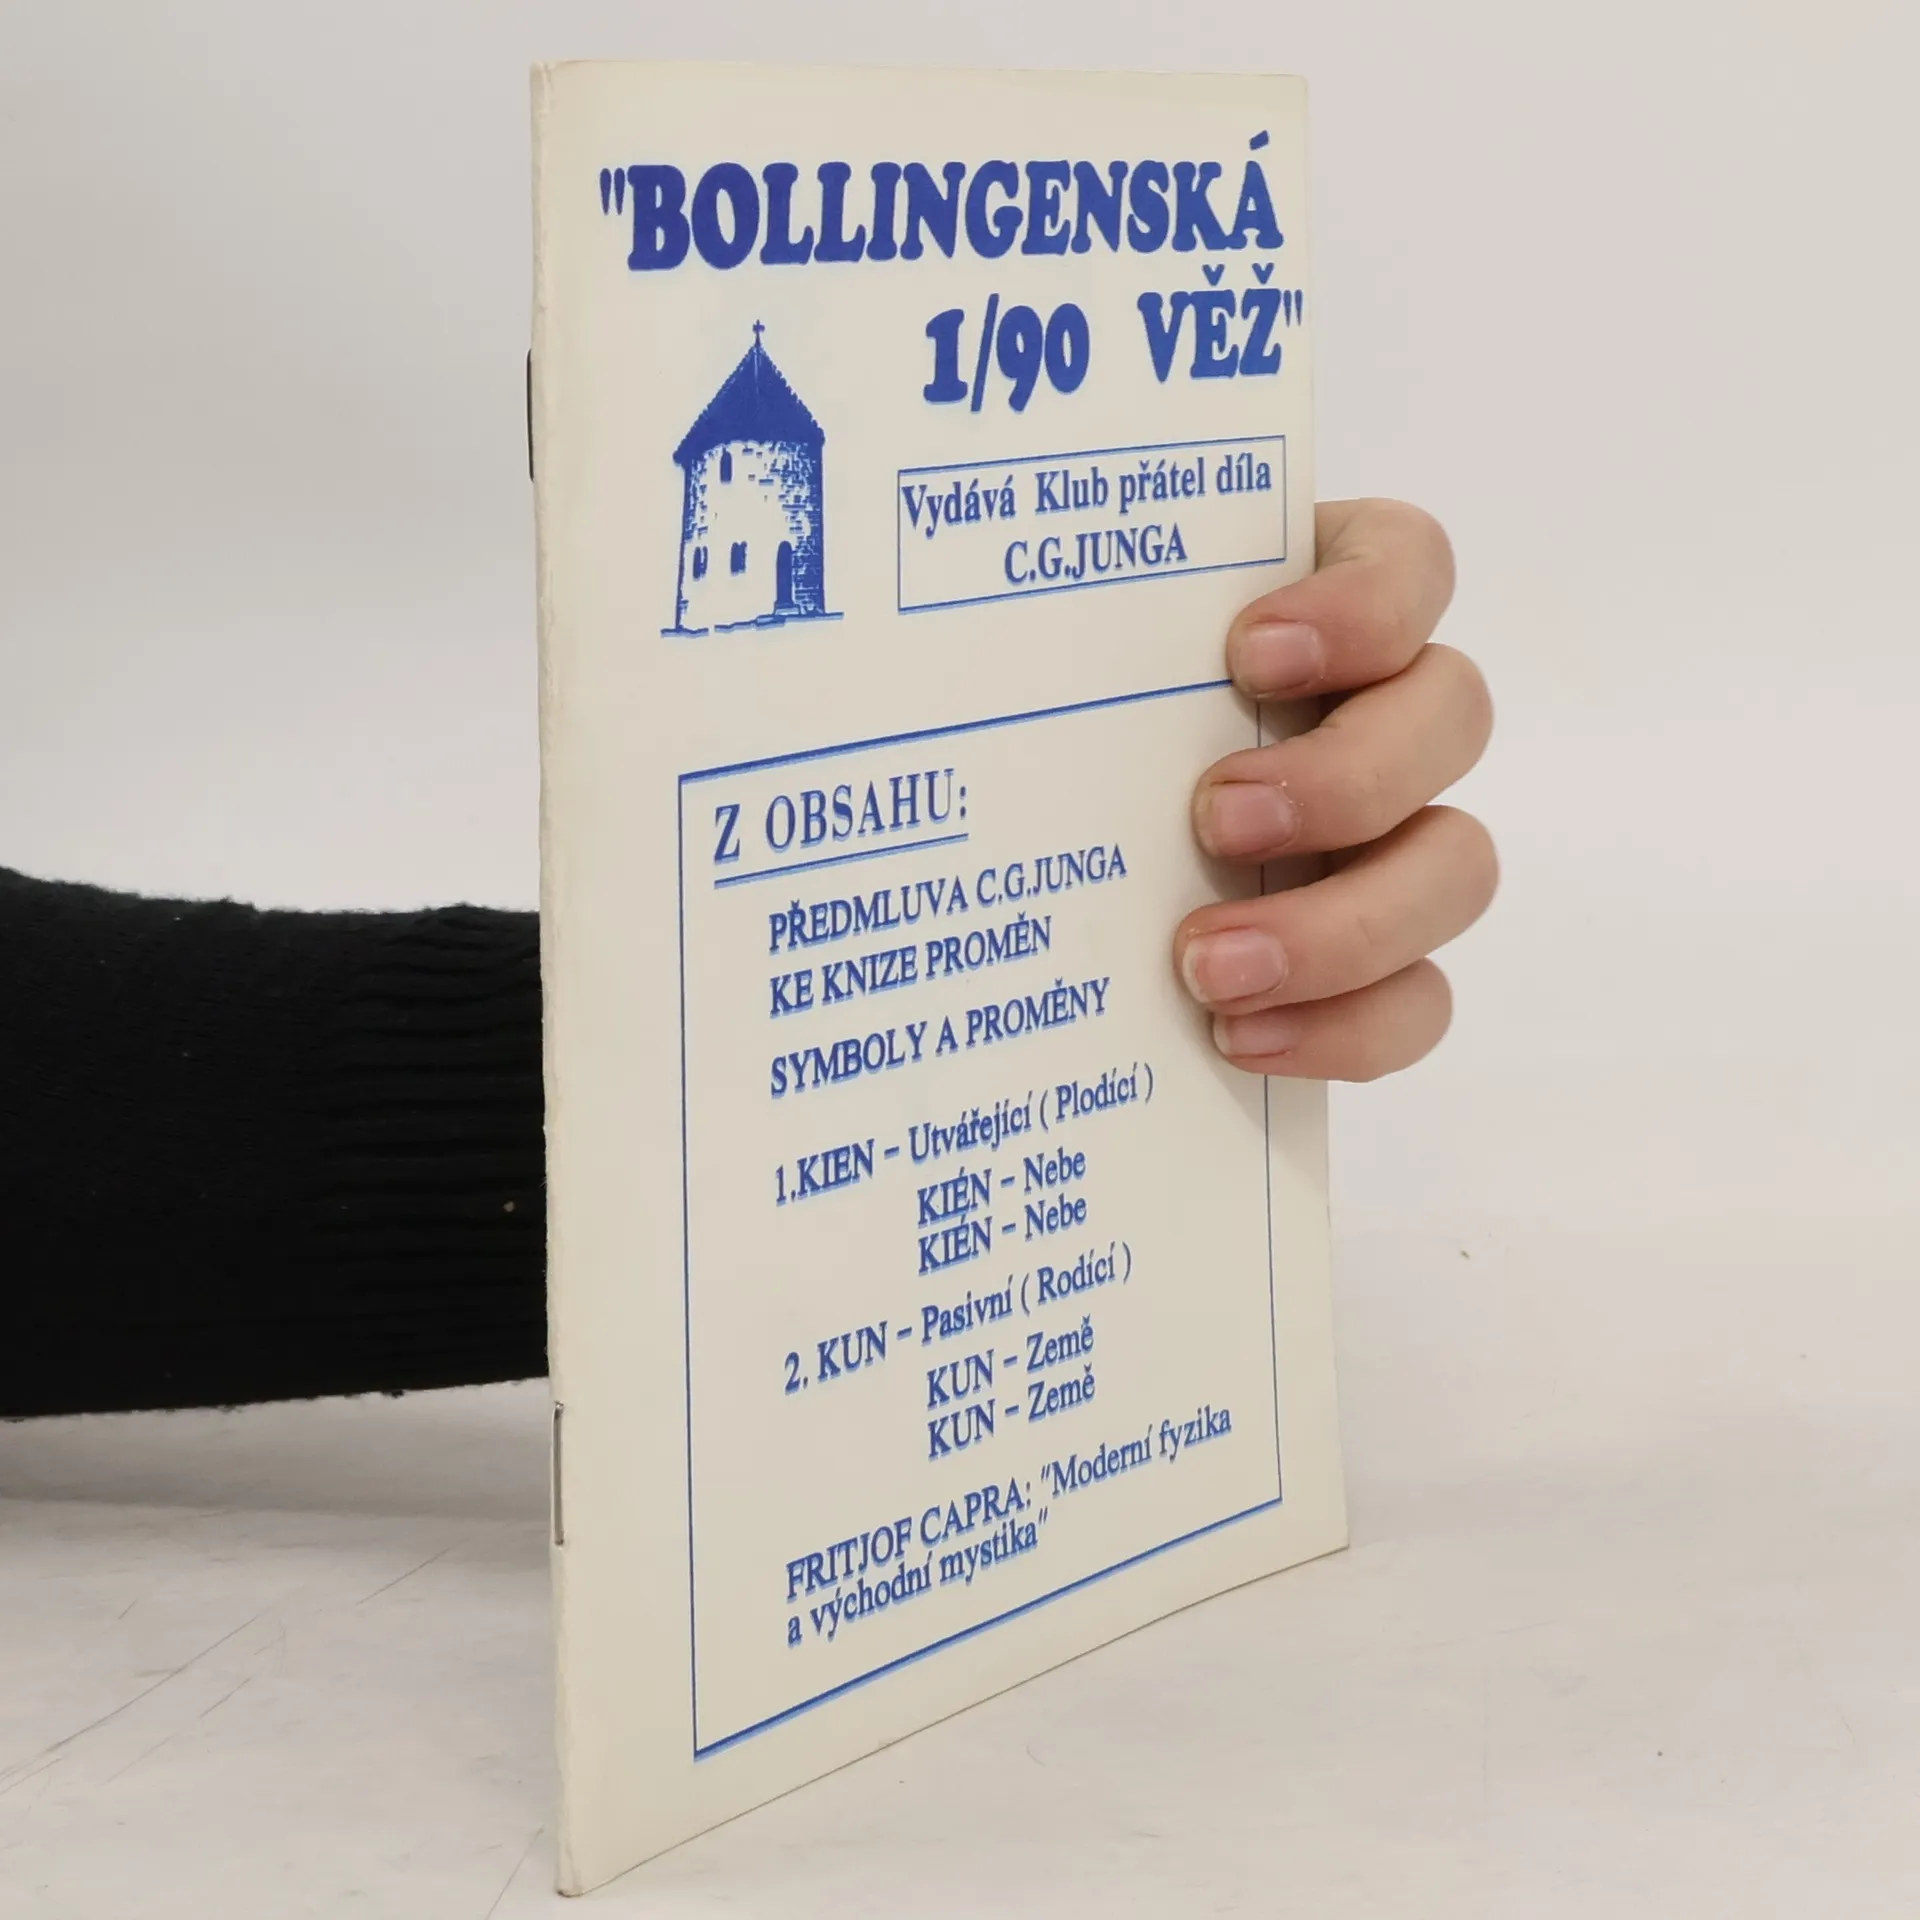 "BOLLINGENSKÁ
1/90 VĚŽ"
Vydává Klub přátel díla
C.G.JUNGA
Z OBSAHU:
PŘEDMLUVA C.G.JUNGA
KE KNIZE PROMĚN
SYMBOLY A PROMĚNY
1.KIEN – Utvářející ( Plodící )
KIÉN – Nebe
KIÉN – Nebe
2. KUN – Pasivní ( Rodící )
KUN – Země
KUN – Země
FRITJOF CAPRA: "Moderní fyzika
a východní mystika"